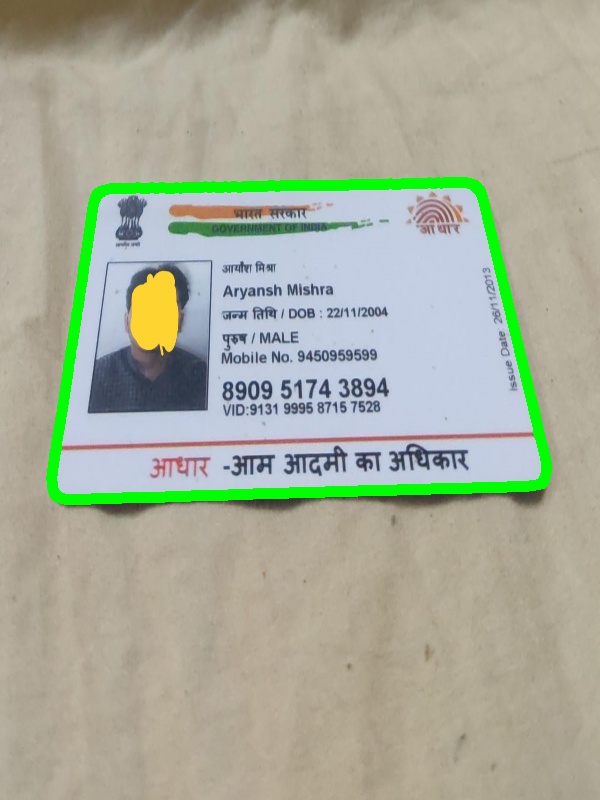 भारत सरकार
GOVERNMENT OF INDIA
आधार
आर्यांश मिश्रा
Aryansh Mishra
जन्म तिथि / DOB : 22/11/2004
पुरुष / MALE
Mobile No. 9450959599
8909 5174 3894
VID:9131 9995 8715 7528
Issue Date 26/11/2013
आधार -आम आदमी का अधिकार